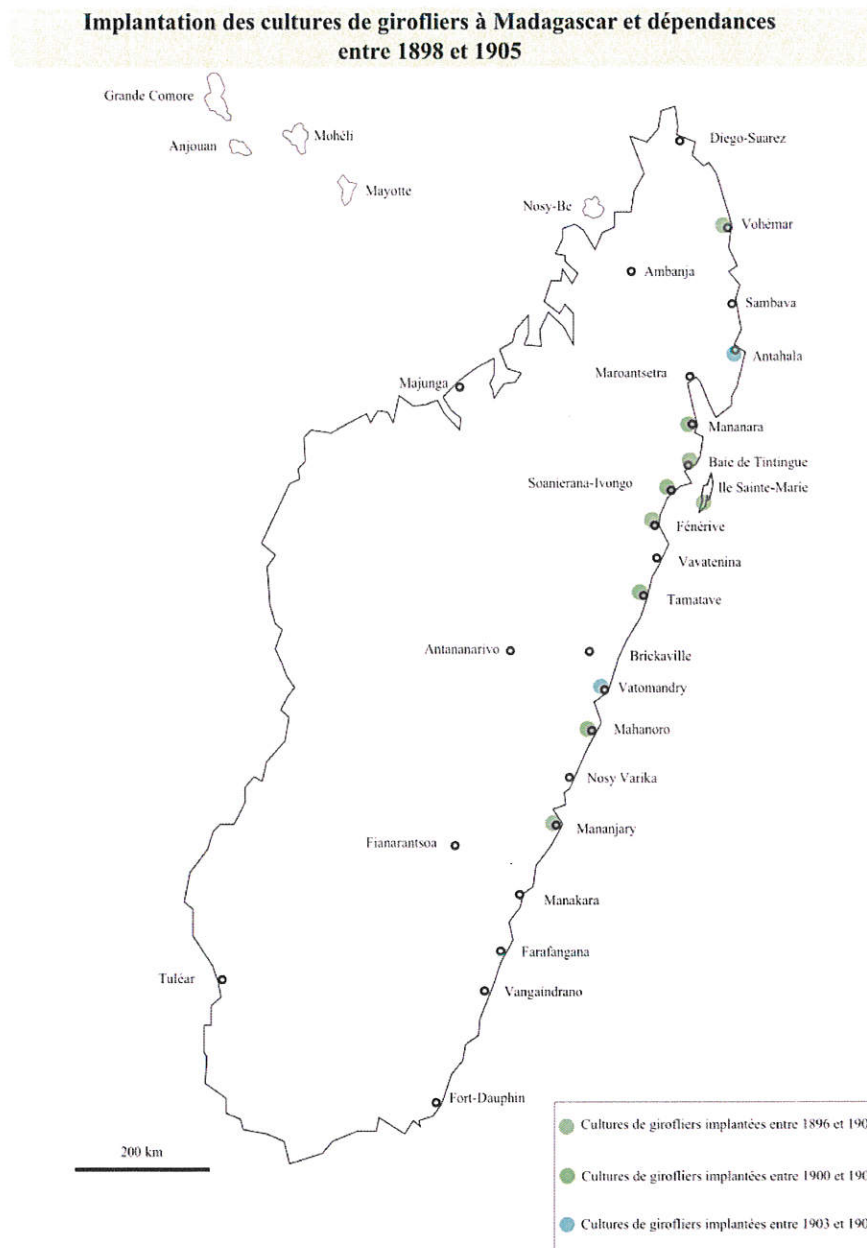 Implantation des cultures de girofliers à Madagascar et dépendances
entre 1898 et 1905
Grande Comore
Anjouan
Mohéli
Mayotte
Diego-Suarez
Nosy-Be
Vohémar
Ambanja
Sambava
Antahala
Maroantsetra
Majunga
Mananara
Baie de Tintingue
Soanierana-Ivongo
Ile Sainte-Marie
Fénérive
Vavatenina
Tamatave
Antananarivo
Brickaville
Vatomandry
Mahanoro
Nosy Varika
Mananjary
Fianarantsoa
Manakara
Farafangana
Tuléar
Vangaindrano
Fort-Dauphin
200 km
Cultures de girofliers implantées entre 1896 et 190
Cultures de girofliers implantées entre 1900 et 190
Cultures de girofliers implantées entre 1903 et 190